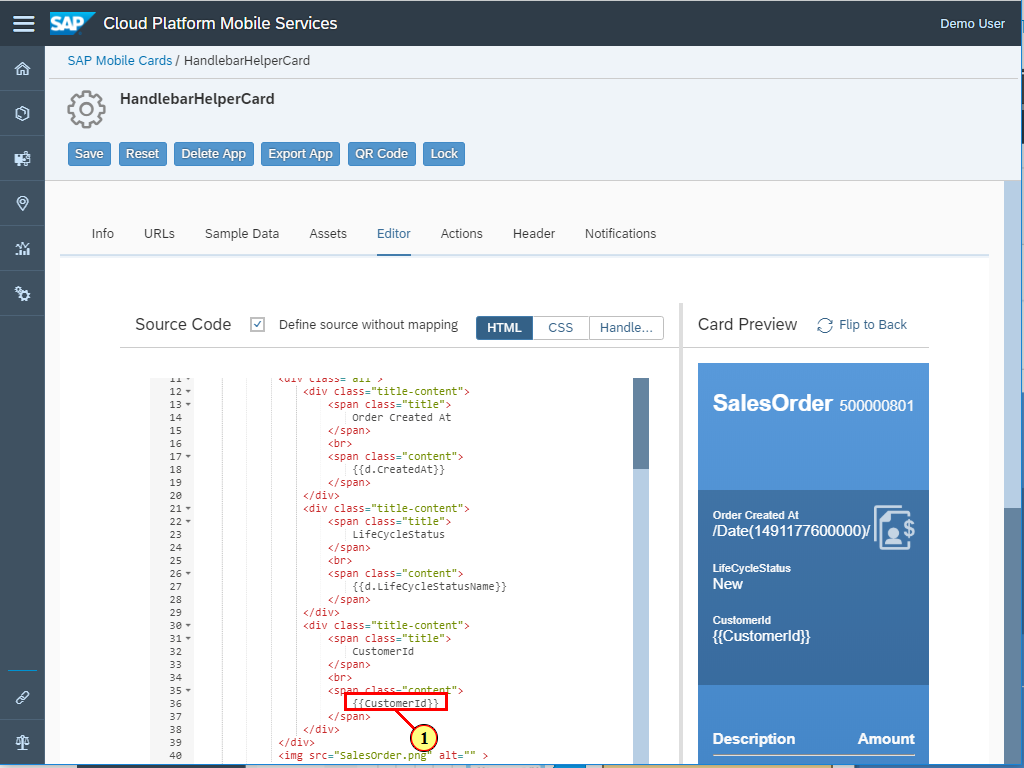 SAP Cloud Platform Mobile Services
Demo User
SAP Mobile Cards / HandlebarHelperCard
HandlebarHelperCard
Save Reset Delete App Export App QR Code Lock
Info URLs Sample Data Assets Editor Actions Header Notifications
Source Code Define source without mapping HTML CSS Handle...
Card Preview Flip to Back
11 <div class="all">
12 <div class="title-content">
13 <span class="title">
14 Order Created At
15 </span>
16 <br>
17 <span class="content">
18 {{d.CreatedAt}}
19 </span>
20 </div>
21 <div class="title-content">
22 <span class="title">
23 LifeCycleStatus
24 </span>
25 <br>
26 <span class="content">
27 {{d.LifeCycleStatusName}}
28 </span>
29 </div>
30 <div class="title-content">
31 <span class="title">
32 CustomerId
33 </span>
34 <br>
35 <span class="content">
36 {{CustomerId}}
37 </span>
38 </div>
39 </div>
40 <img src="SalesOrder.png" alt="" >
1
SalesOrder 500000801
Order Created At
/Date(1491177600000)/
LifeCycleStatus
New
CustomerId
{{CustomerId}}
Description Amount